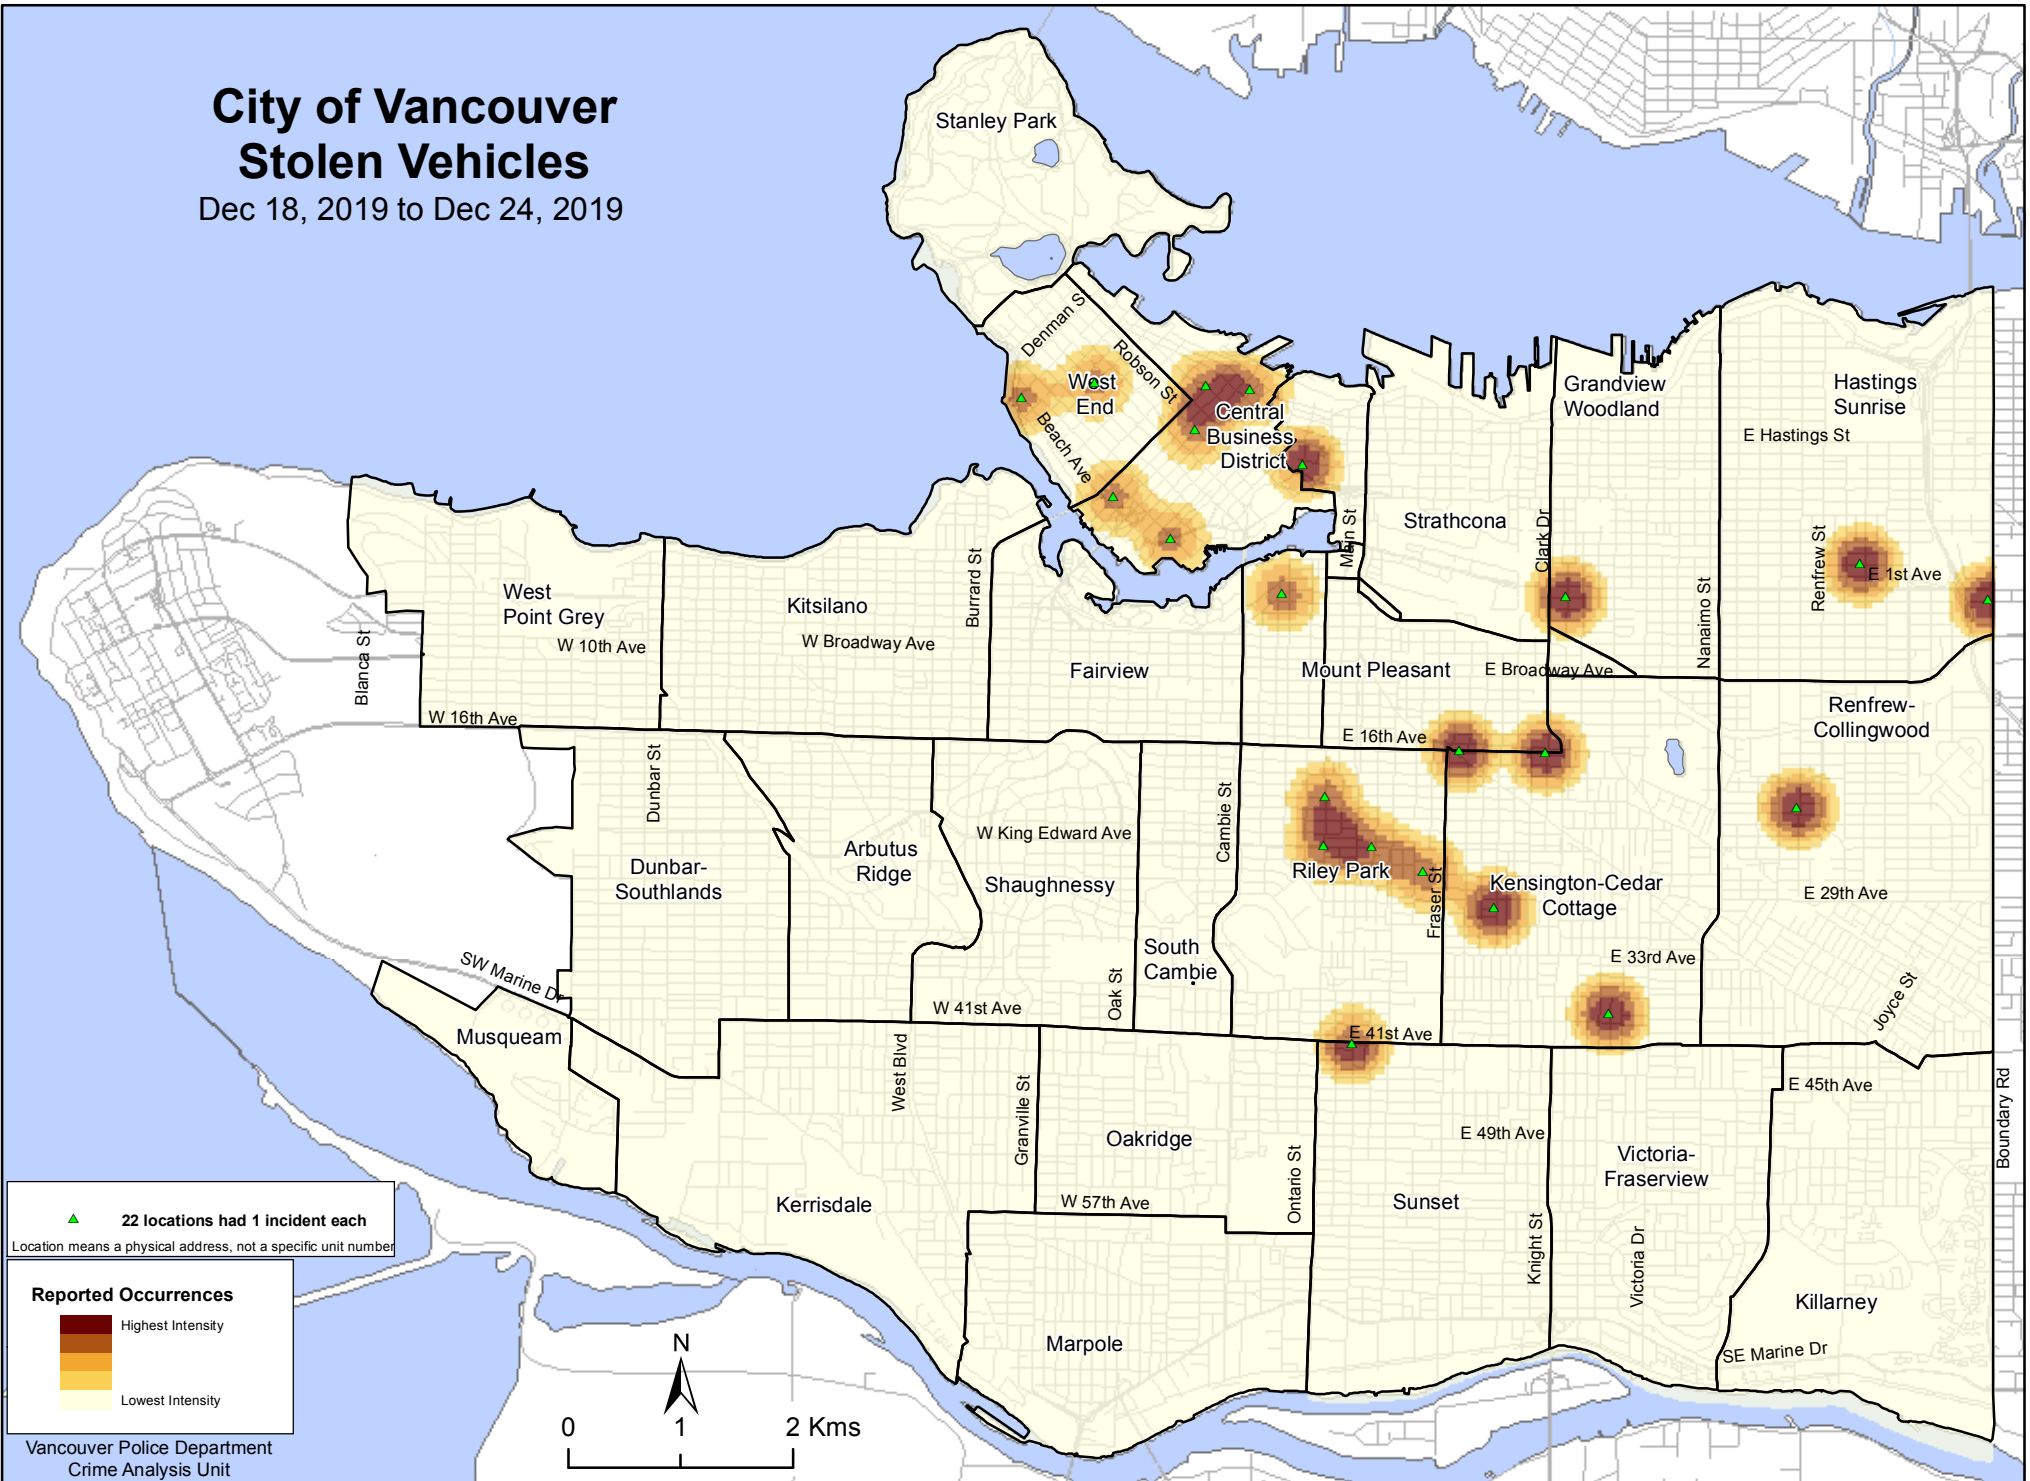 City of Vancouver
Stolen Vehicles
Dec 18, 2019 to Dec 24, 2019
Stanley Park
Denman St
Robson St
West
End
Beach Ave
Central
Business
District
Grandview
Woodland
Hastings
Sunrise
E Hastings St
Strathcona
Main St
Clark Dr
Nanaimo St
Renfrew St
E 1st Ave
West
Point Grey
W 10th Ave
Blanca St
Kitsilano
W Broadway Ave
Burrard St
Fairview
Mount Pleasant
E Broadway Ave
W 16th Ave
E 16th Ave
Renfrew-
Collingwood
Dunbar St
Dunbar-
Southlands
Arbutus
Ridge
W King Edward Ave
Shaughnessy
Cambie St
Riley Park
Fraser St
Kensington-Cedar
Cottage
E 29th Ave
E 33rd Ave
South
Cambie
Oak St
SW Marine Dr
Joyce St
W 41st Ave
E 41st Ave
Musqueam
West Blvd
Granville St
E 45th Ave
Boundary Rd
Oakridge
E 49th Ave
Victoria-
Fraserview
Ontario St
W 57th Ave
Kerrisdale
Sunset
Knight St
Victoria Dr
Killarney
Marpole
SE Marine Dr
22 locations had 1 incident each
Location means a physical address, not a specific unit number
Reported Occurrences
Highest Intensity
Lowest Intensity
Vancouver Police Department
Crime Analysis Unit
N
0 1 2 Kms